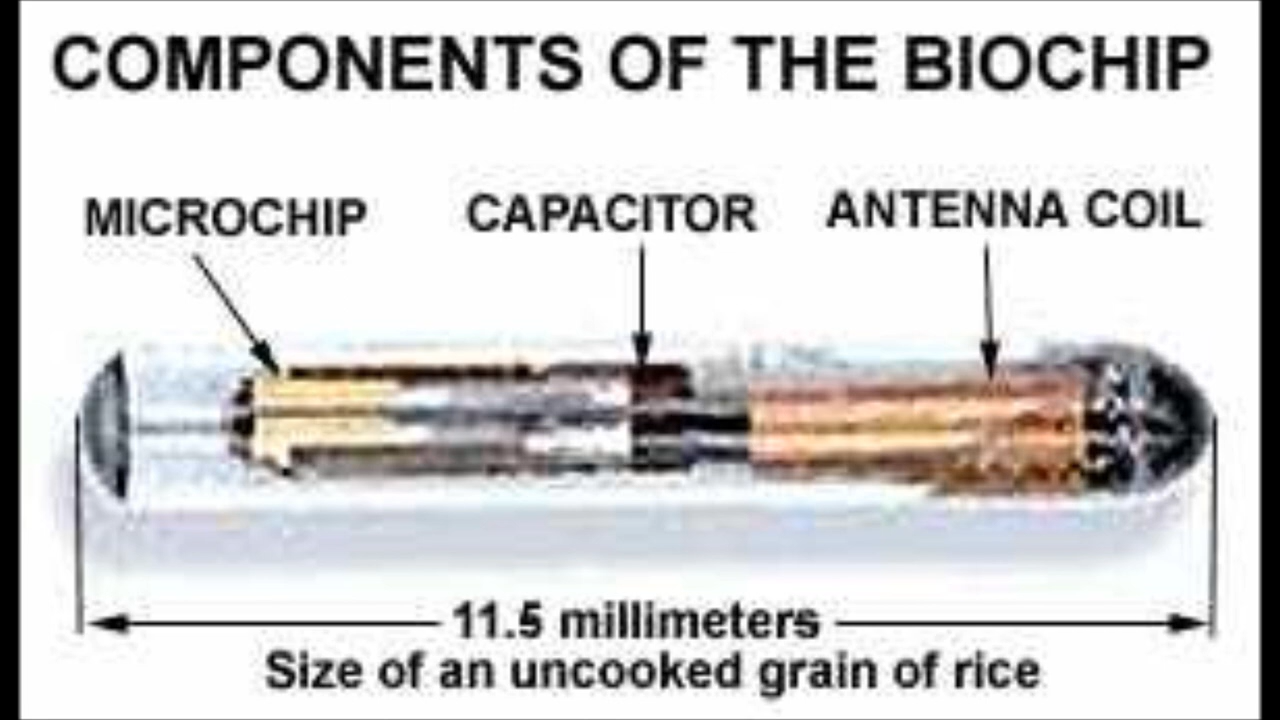 COMPONENTS OF THE BIOCHIP
MICROCHIP CAPACITOR ANTENNA COIL
11.5 millimeters
Size of an uncooked grain of rice